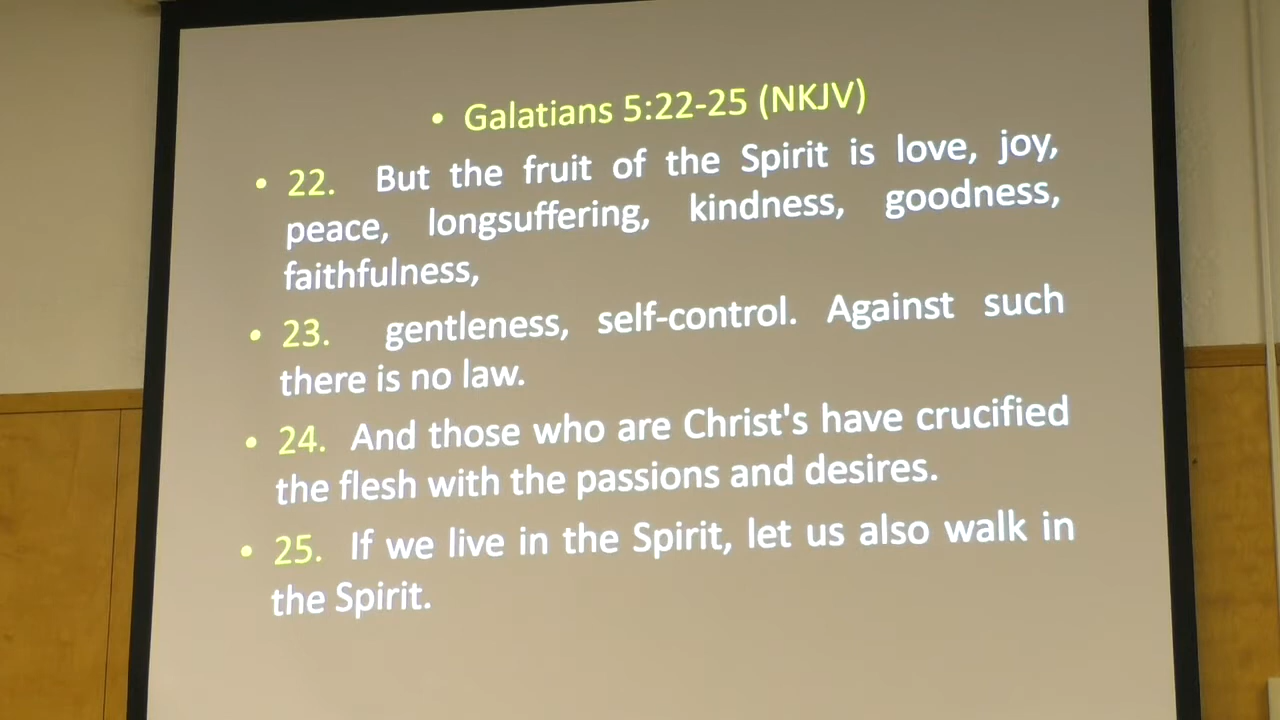 • Galatians 5:22-25 (NKJV)
• 22. But the fruit of the Spirit is love, joy,
peace, longsuffering, kindness, goodness,
faithfulness,
• 23. gentleness, self-control. Against such
there is no law.
• 24. And those who are Christ's have crucified
the flesh with the passions and desires.
• 25. If we live in the Spirit, let us also walk in
the Spirit.